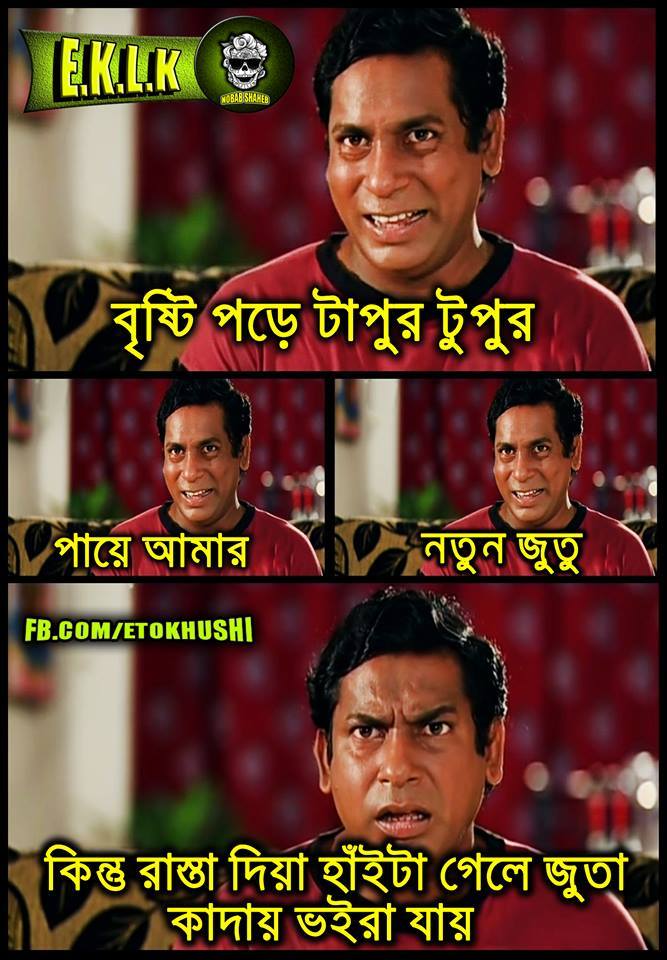 E.K.L.K
NOBAB SHAHEB
বৃষ্টি পড়ে টাপুর টুপুর
পায়ে আমার
নতুন জুতু
FB.COM/ETOKHUSHI
কিন্তু রাস্তা দিয়া হাঁইটা গেলে জুতা
কাদায় ভইরা যায়